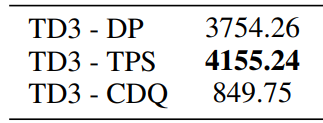 TD3 - DP 3754.26
TD3 - TPS 4155.24
TD3 - CDQ 849.75